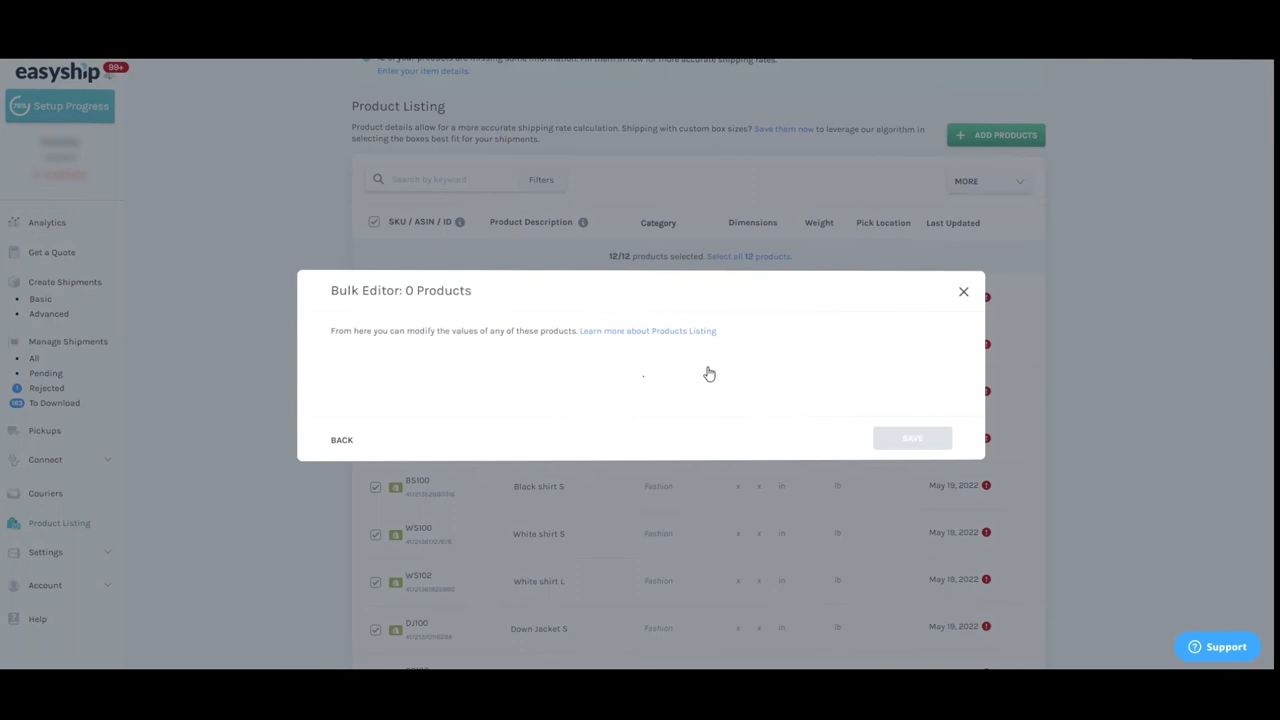 easyship 99+
76% Setup Progress
Analytics
Get a Quote
Create Shipments
Basic
Advanced
Manage Shipments
All
Pending
1 Rejected
163 To Download
Pickups
Connect
Couriers
Product Listing
Settings
Account
Help
Enter your item details.
Product Listing
Product details allow for a more accurate shipping rate calculation. Shipping with custom box sizes? Save them now to leverage our algorithm in
selecting the boxes best fit for your shipments.
+ ADD PRODUCTS
Search by keyword Filters MORE
SKU / ASIN / ID Product Description Category Dimensions Weight Pick Location Last Updated
12/12 products selected. Select all 12 products.
Bulk Editor: 0 Products
From here you can modify the values of any of these products. Learn more about Products Listing
BACK SAVE
BS100
Black shirt S Fashion x x in lb May 19, 2022
WS100
White shirt S Fashion x x in lb May 19, 2022
WS102
White shirt L Fashion x x in lb May 19, 2022
DJ100
Down Jacket S Fashion x x in lb May 19, 2022
Support